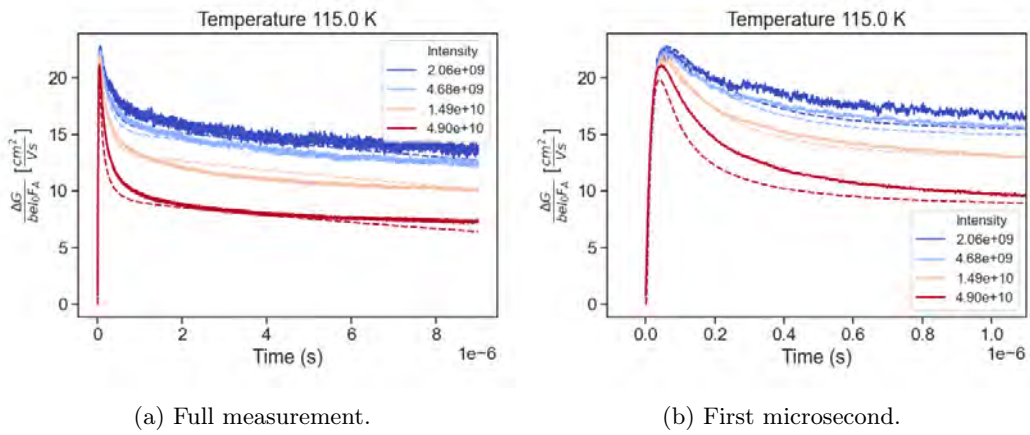 Temperature 115.0 K
ΔG / beI₀F_A [cm² / Vs]
20
15
10
5
0
Intensity
2.06e+09
4.68e+09
1.49e+10
4.90e+10
0
2
4
6
8
1e−6
Time (s)
(a) Full measurement.
Temperature 115.0 K
ΔG / beI₀F_A [cm² / Vs]
20
15
10
5
0
Intensity
2.06e+09
4.68e+09
1.49e+10
4.90e+10
0.0
0.2
0.4
0.6
0.8
1.0
1e−6
Time (s)
(b) First microsecond.